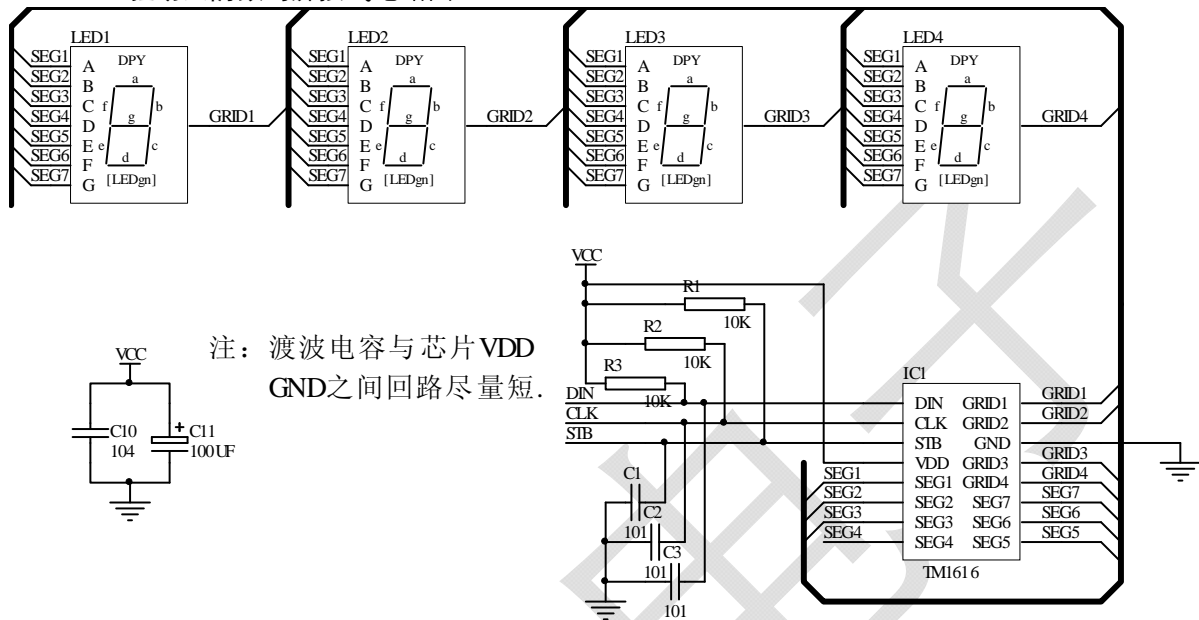 LED1
SEG1
SEG2
SEG3
SEG4
SEG5
SEG6
SEG7
A
B
C
D
E
F
G
DPY
a
f
b
g
e
c
d
[LEDgn]
GRID1
LED2
SEG1
SEG2
SEG3
SEG4
SEG5
SEG6
SEG7
A
B
C
D
E
F
G
DPY
a
f
b
g
e
c
d
[LEDgn]
GRID2
LED3
SEG1
SEG2
SEG3
SEG4
SEG5
SEG6
SEG7
A
B
C
D
E
F
G
DPY
a
f
b
g
e
c
d
[LEDgn]
GRID3
LED4
SEG1
SEG2
SEG3
SEG4
SEG5
SEG6
SEG7
A
B
C
D
E
F
G
DPY
a
f
b
g
e
c
d
[LEDgn]
GRID4
VCC
C10
104
+
C11
100UF
注：渡波电容与芯片VDD
GND之间回路尽量短.
VCC
R1
10K
R2
10K
R3
10K
DIN
CLK
STB
C1
101
C2
101
C3
101
IC1
DIN GRID1
CLK GRID2
STB GND
VDD GRID3
SEG1 GRID4
SEG2 SEG7
SEG3 SEG6
SEG4 SEG5
TM1616
SEG1
SEG2
SEG3
SEG4
GRID1
GRID2
GRID3
GRID4
SEG7
SEG6
SEG5